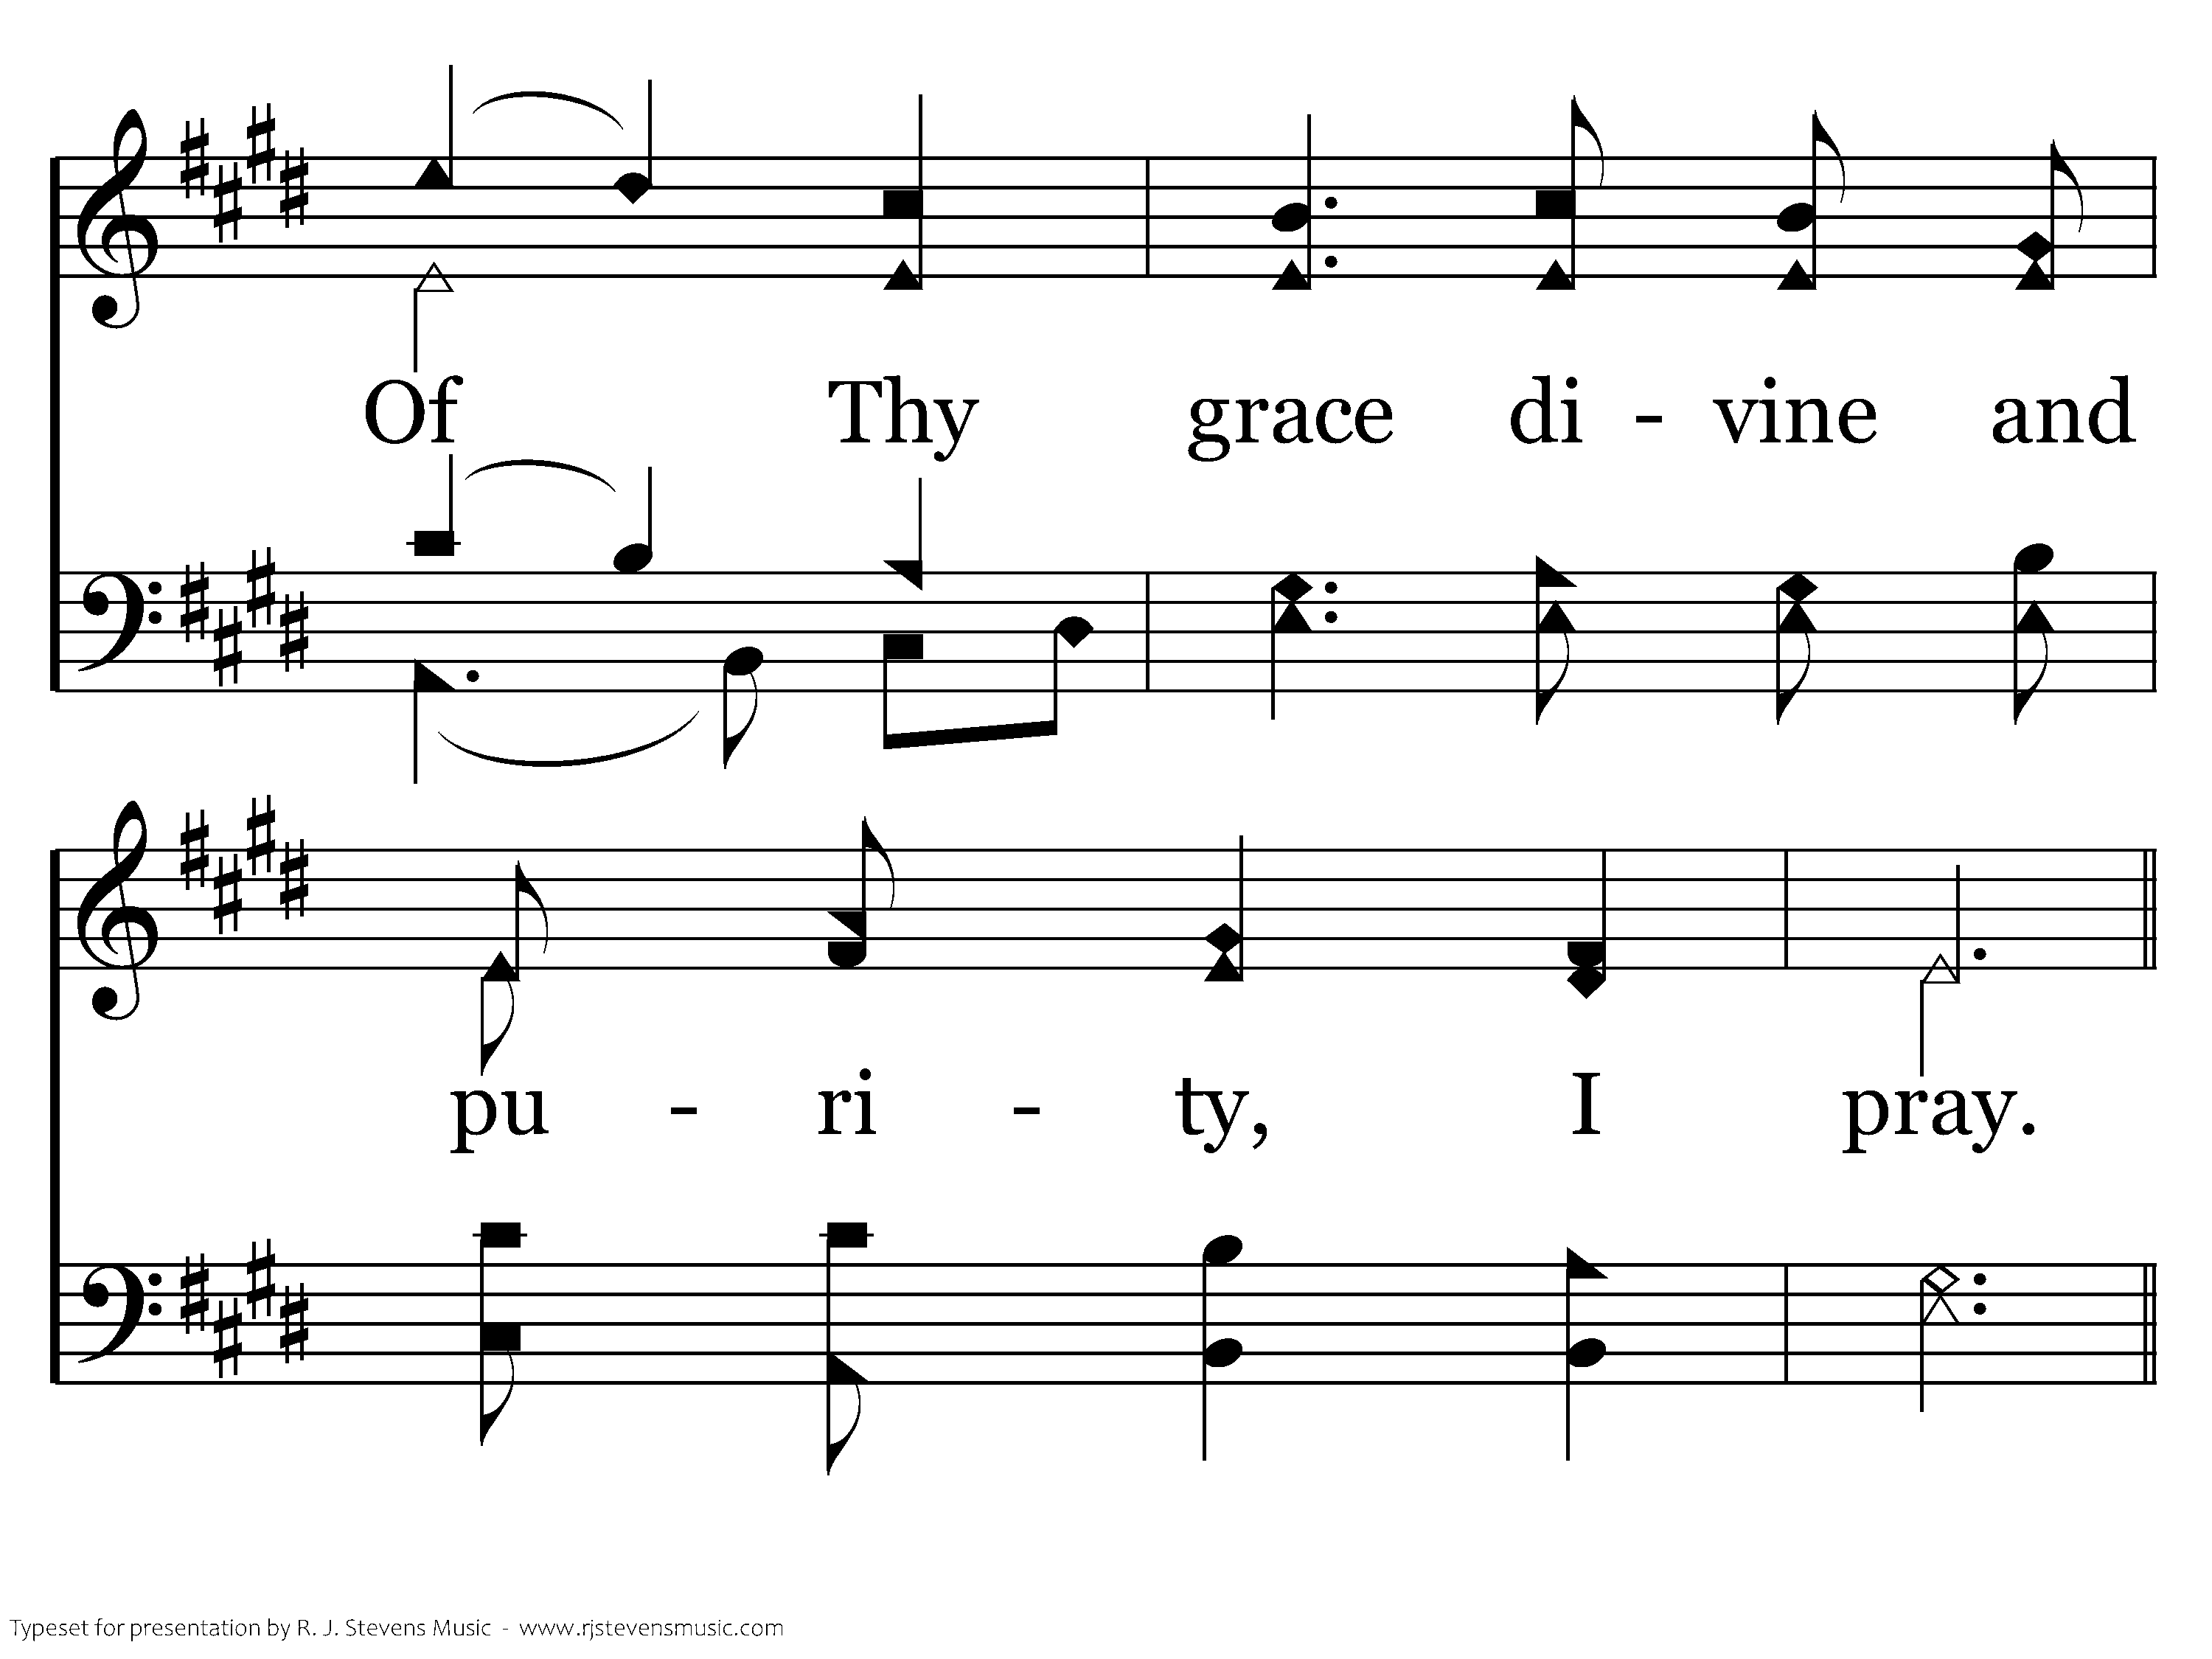 Of Thy grace di - vine and
pu - ri - ty, I pray.
Typeset for presentation by R. J. Stevens Music - www.rjstevensmusic.com